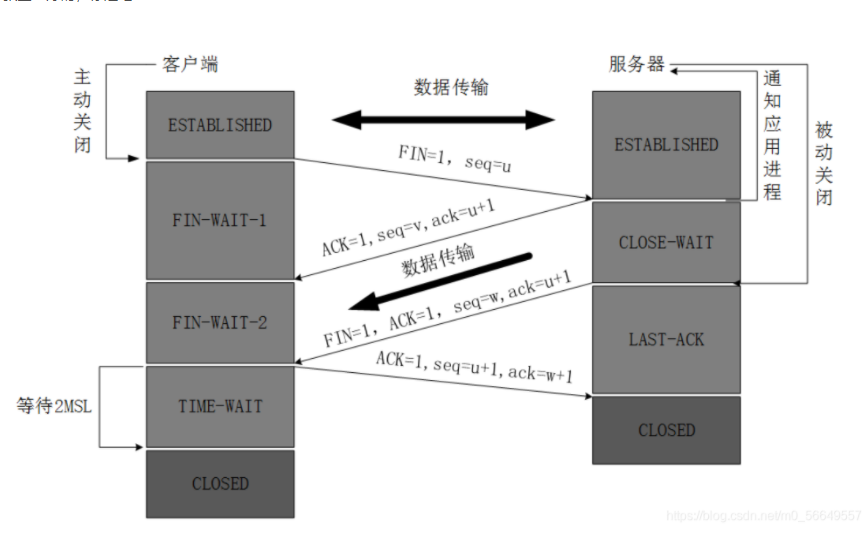 客户端
服务器
主动关闭
数据传输
通知应用进程
被动关闭
ESTABLISHED
ESTABLISHED
FIN=1, seq=u
FIN-WAIT-1
ACK=1,seq=v,ack=u+1
CLOSE-WAIT
数据传输
FIN=1, ACK=1, seq=w,ack=u+1
FIN-WAIT-2
LAST-ACK
ACK=1,seq=u+1,ack=w+1
等待2MSL
TIME-WAIT
CLOSED
CLOSED
https://blog.csdn.net/m0_56649557